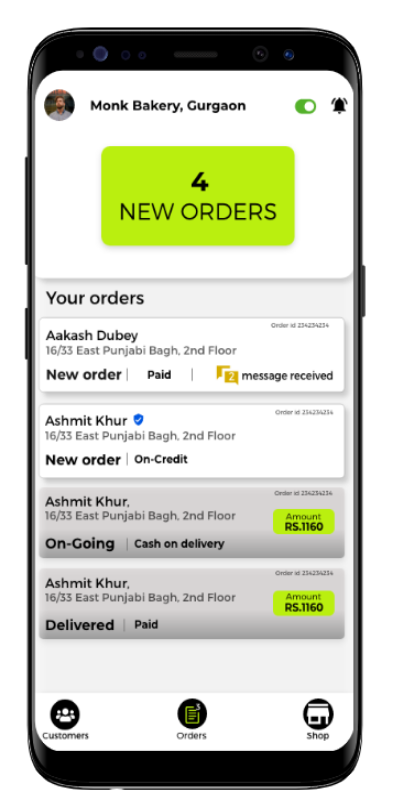 Monk Bakery, Gurgaon
4
NEW ORDERS
Your orders
Order id 234234234
Aakash Dubey
16/33 East Punjabi Bagh, 2nd Floor
New order | Paid | 2 message received
Order id 234234234
Ashmit Khur
16/33 East Punjabi Bagh, 2nd Floor
New order | On-Credit
Order id 234234234
Ashmit Khur,
16/33 East Punjabi Bagh, 2nd Floor
Amount
RS.1160
On-Going | Cash on delivery
Order id 234234234
Ashmit Khur,
16/33 East Punjabi Bagh, 2nd Floor
Amount
RS.1160
Delivered | Paid
Customers
Orders
Shop